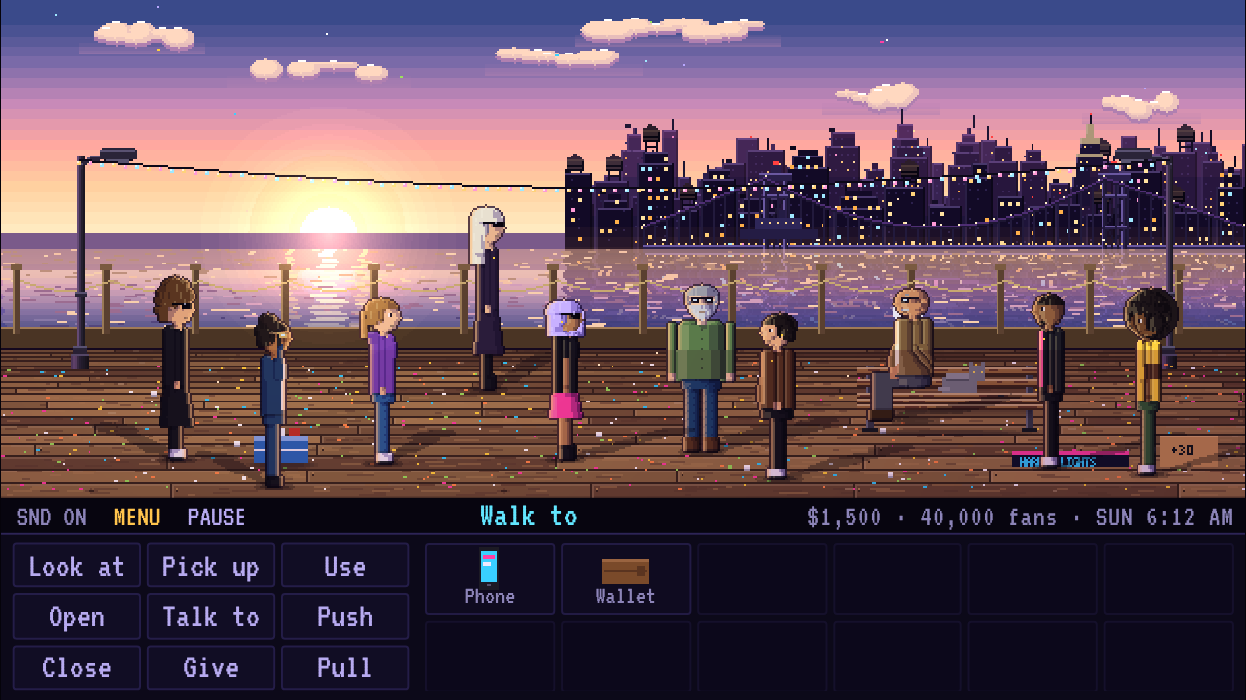 +30
LIGHTS
SND ON MENU PAUSE Walk to $1,500 · 40,000 fans · SUN 6:12 AM
Look at Pick up Use
Open Talk to Push
Close Give Pull
Phone Wallet